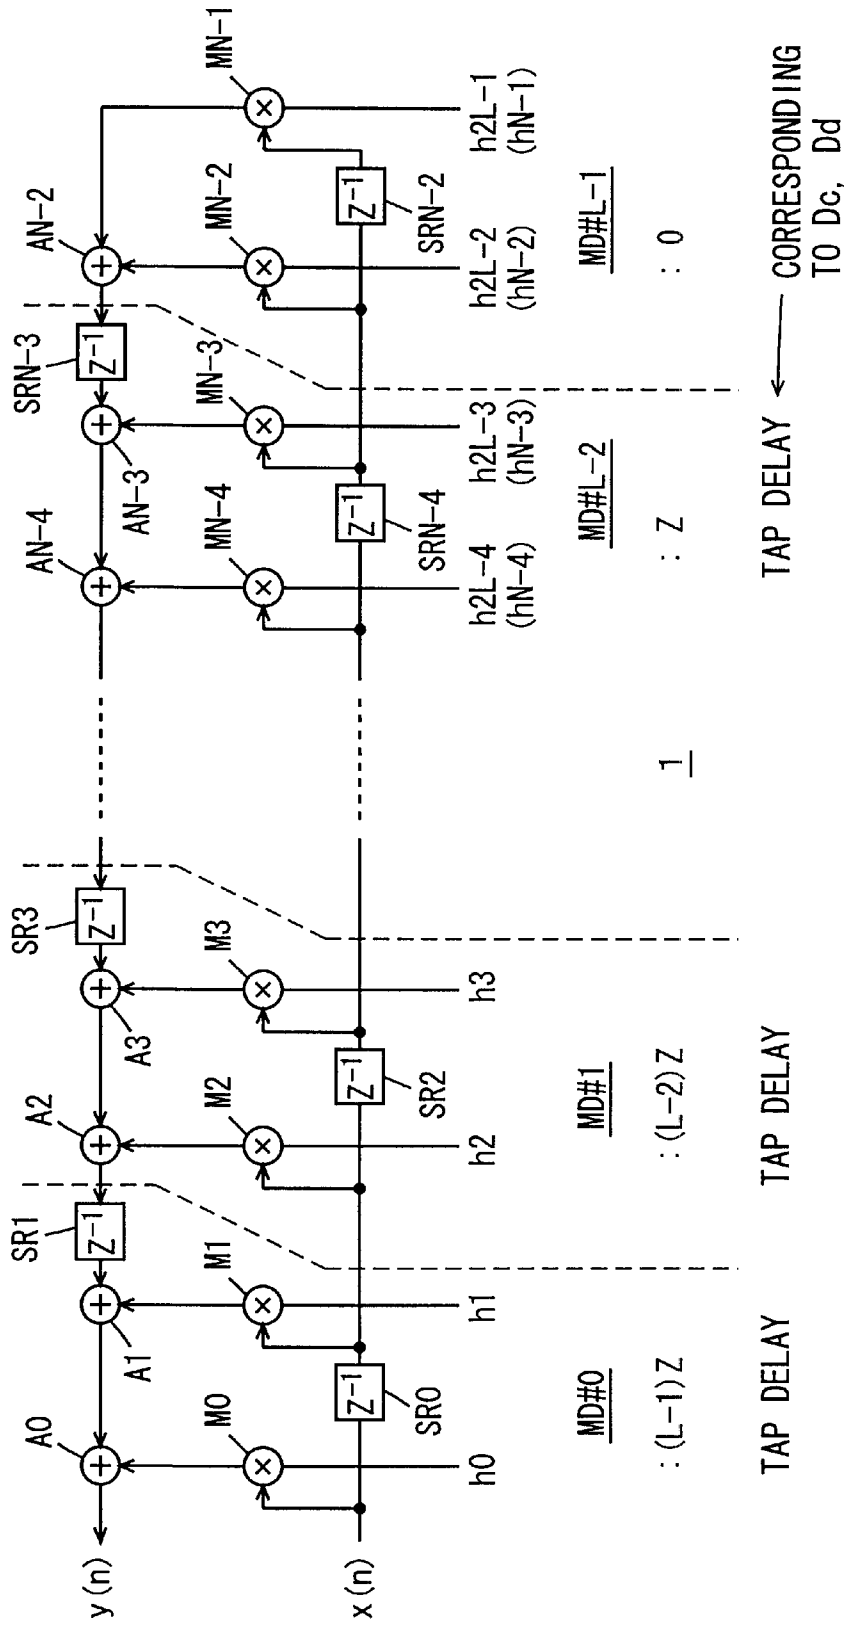 SR1
SR3
SRN-3
A0
A2
AN-4
AN-2
Z-1
Z-1
Z-1
+
+
+
+
+
+
+
y(n)
A1
A3
AN-3
M0
M1
M2
M3
MN-4
MN-3
MN-2
MN-1
×
×
×
×
×
×
×
×
x(n)
Z-1
Z-1
Z-1
Z-1
SR0
SR2
SRN-4
SRN-2
h0
h1
h2
h3
h2L-4
(hN-4)
h2L-3
(hN-3)
h2L-2
(hN-2)
h2L-1
(hN-1)
MD#0
MD#1
MD#L-2
MD#L-1
:(L-1)Z
:(L-2)Z
1
: Z
: 0
TAP DELAY
TAP DELAY
TAP DELAY
CORRESPONDING
TO Dc, Dd